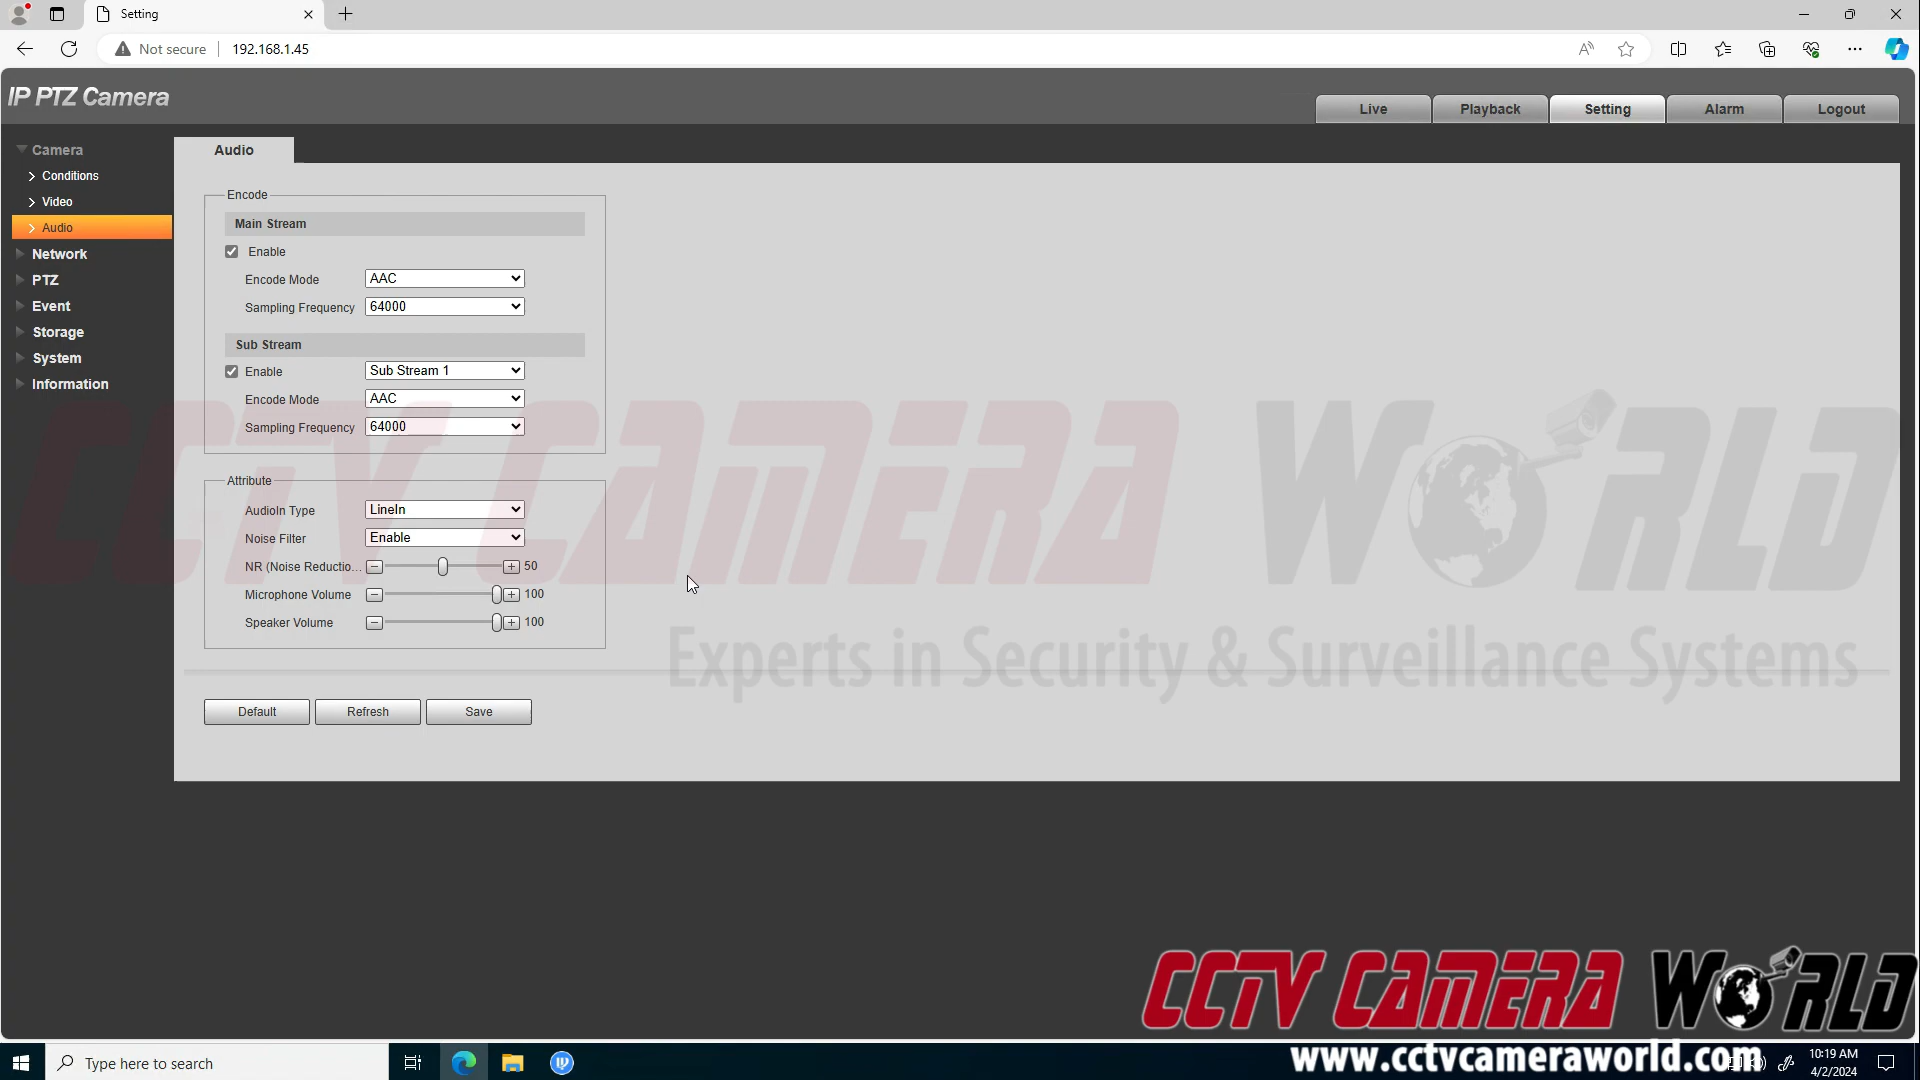 Setting
Not secure
192.168.1.45
IP PTZ Camera
Live
Playback
Setting
Alarm
Logout
Camera
Conditions
Video
Audio
Network
PTZ
Event
Storage
System
Information
Audio
Encode
Main Stream
Enable
Encode Mode AAC
Sampling Frequency 64000
Sub Stream
Enable Sub Stream 1
Encode Mode AAC
Sampling Frequency 64000
Attribute
AudioIn Type LineIn
Noise Filter Enable
NR (Noise Reductio... 50
Microphone Volume 100
Speaker Volume 100
Default
Refresh
Save
CCTV CAMERA WORLD
Experts in Security & Surveillance Systems
CCTV CAMERA WORLD
www.cctvcameraworld.com
Type here to search
10:19 AM
4/2/2024